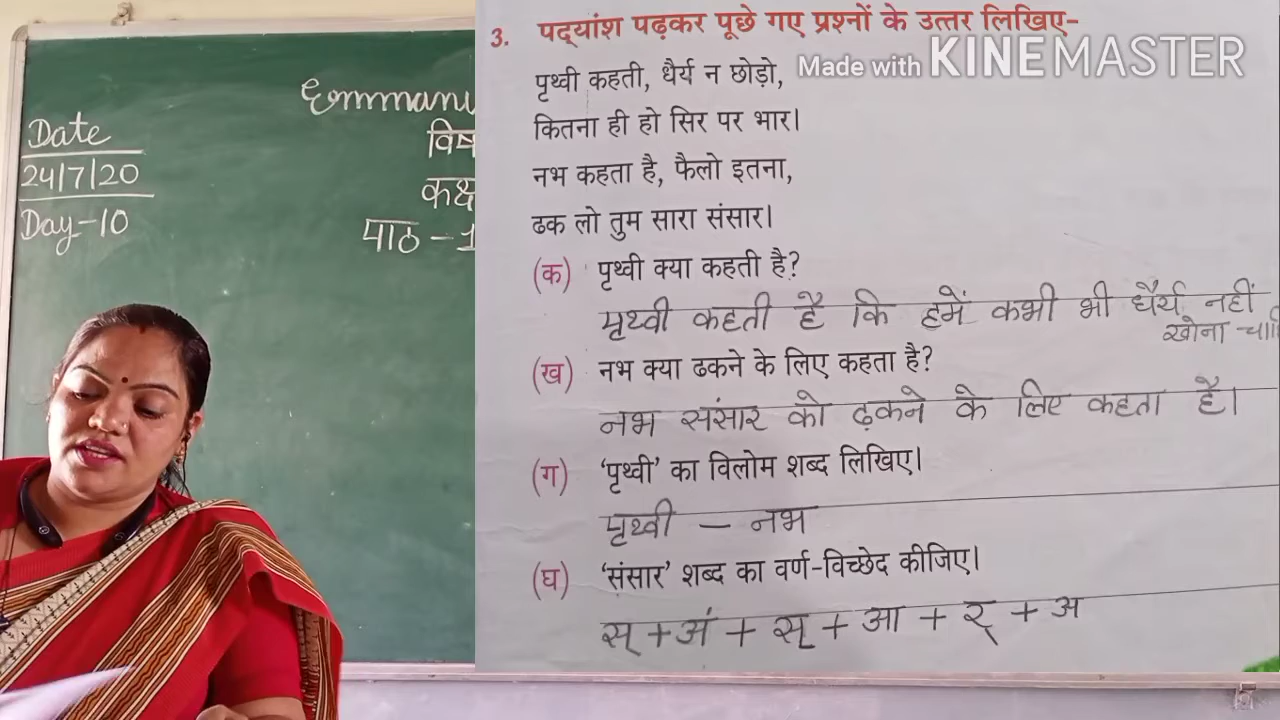 Date
24/7/20
Day-10
Emmanu
विष
कक्ष
पाठ - 1
3. पद्यांश पढ़कर पूछे गए प्रश्नों के उत्तर लिखिए-
Made with KINEMASTER
पृथ्वी कहती, धैर्य न छोड़ो,
कितना ही हो सिर पर भार।
नभ कहता है, फैलो इतना,
ढक लो तुम सारा संसार।
(क) पृथ्वी क्या कहती है?
पृथ्वी कहती है कि हमें कभी भी धैर्य नहीं
खोना चाहि
(ख) नभ क्या ढकने के लिए कहता है?
नभ संसार को ढ़कने के लिए कहता है।
(ग) 'पृथ्वी' का विलोम शब्द लिखिए।
पृथ्वी – नभ
(घ) 'संसार' शब्द का वर्ण-विच्छेद कीजिए।
स् + अं + स् + आ + र् + अ